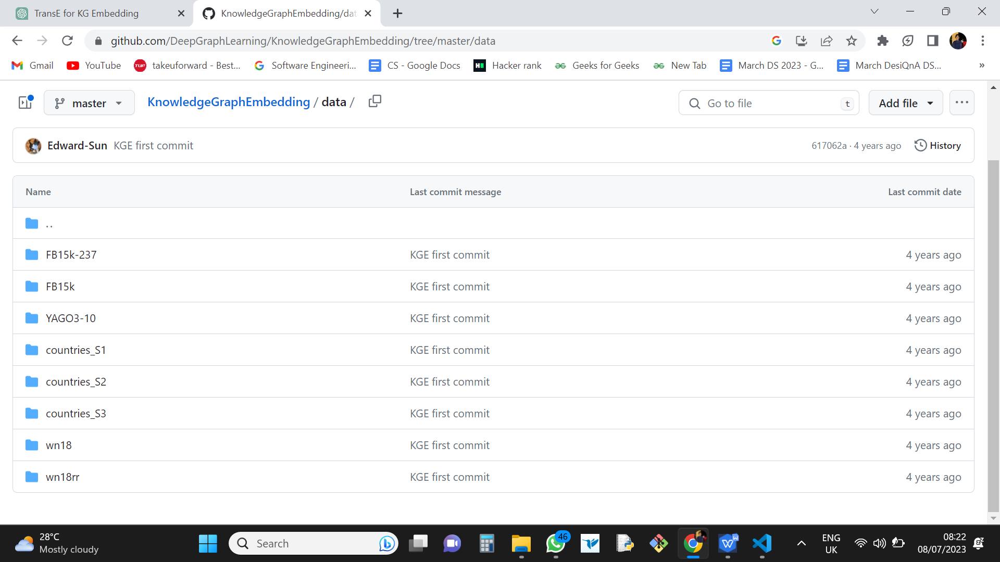 TransE for KG Embedding
KnowledgeGraphEmbedding/dat
github.com/DeepGraphLearning/KnowledgeGraphEmbedding/tree/master/data
Gmail YouTube takeuforward - Best... Software Engineeri... CS - Google Docs Hacker rank Geeks for Geeks New Tab March DS 2023 - G... March DesiQnA DS... »
master KnowledgeGraphEmbedding / data / Go to file t Add file ...
Edward-Sun KGE first commit 617062a · 4 years ago History
Name Last commit message Last commit date
..
FB15k-237 KGE first commit 4 years ago
FB15k KGE first commit 4 years ago
YAGO3-10 KGE first commit 4 years ago
countries_S1 KGE first commit 4 years ago
countries_S2 KGE first commit 4 years ago
countries_S3 KGE first commit 4 years ago
wn18 KGE first commit 4 years ago
wn18rr KGE first commit 4 years ago
28°C
Mostly cloudy
Search
46
ENG
UK
08:22
08/07/2023